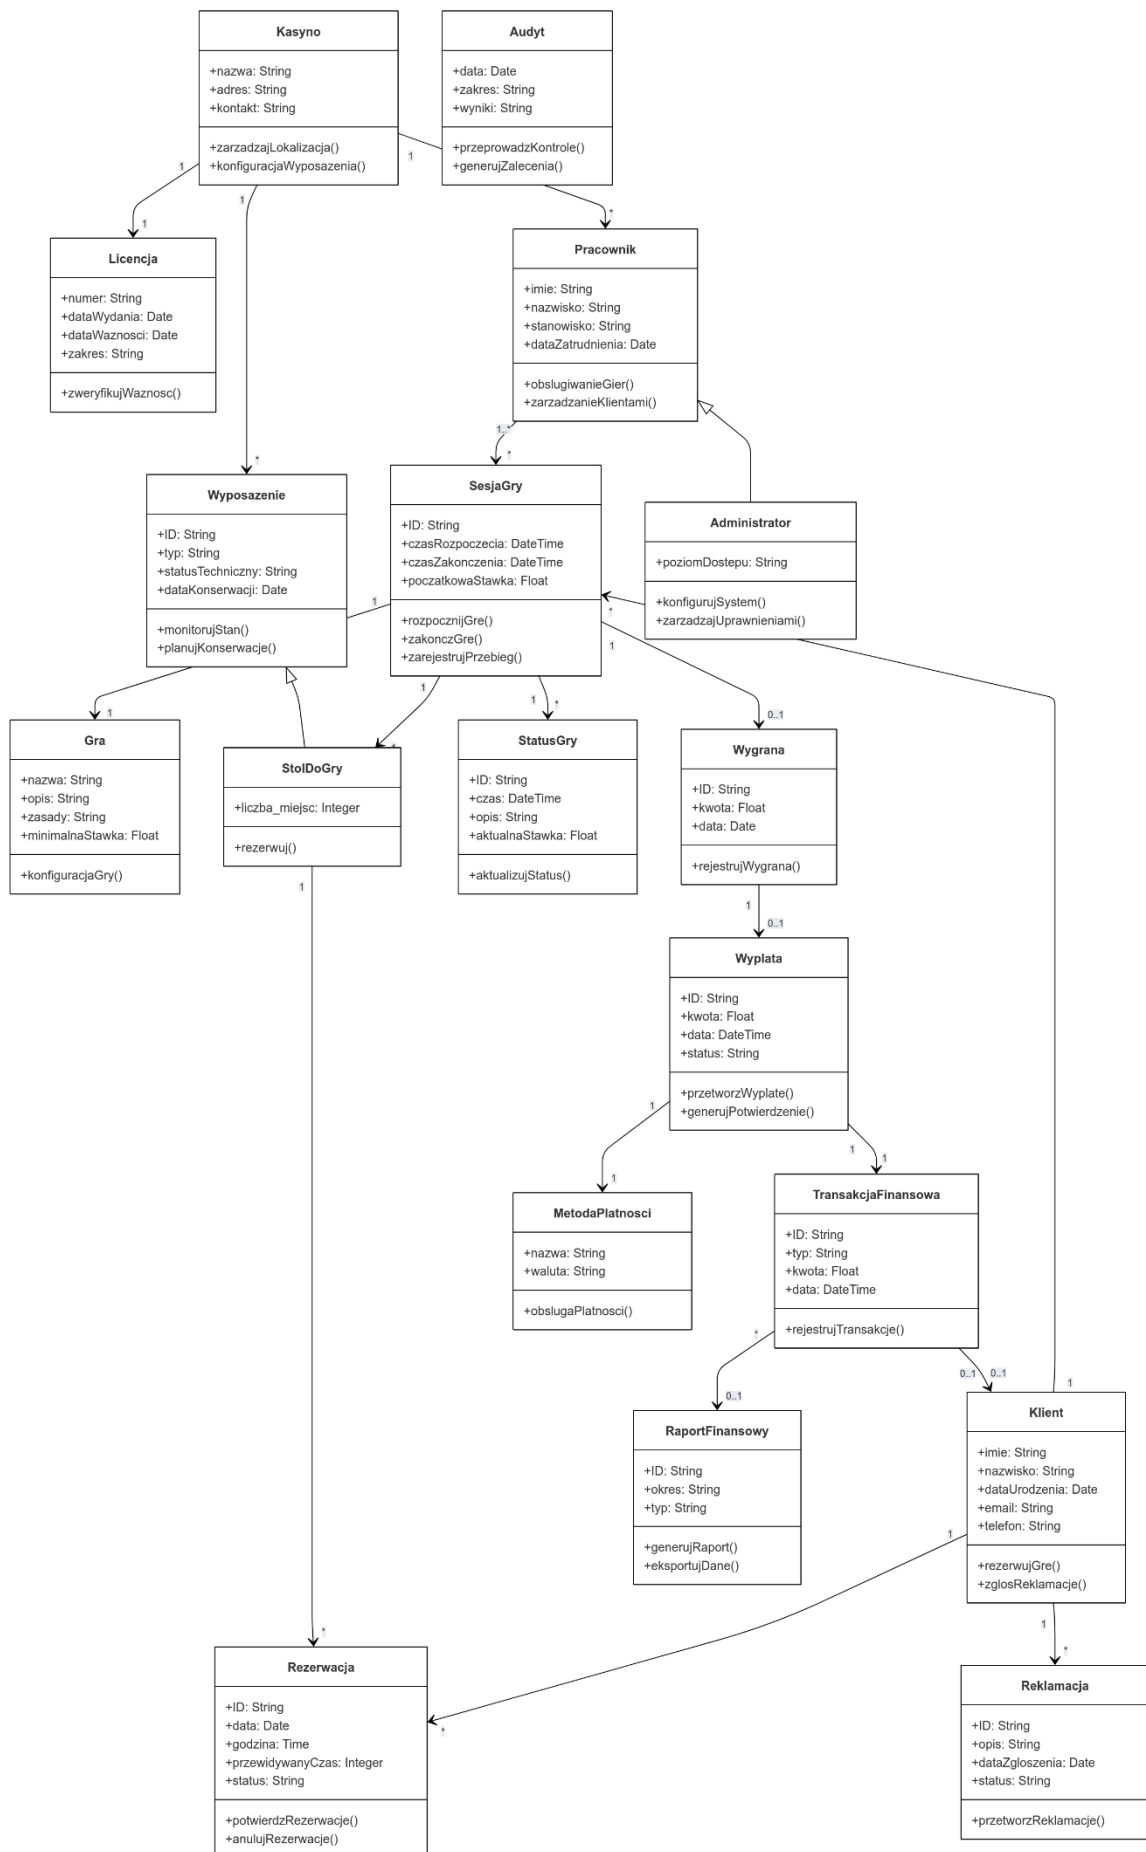 Kasyno
+nazwa: String
+adres: String
+kontakt: String
+zarzadzajLokalizacja()
+konfiguracjaWyposazenia()
Audyt
+data: Date
+zakres: String
+wyniki: String
+przeprowadzKontrole()
+generujZalecenia()
1
1
1
1
*
Licencja
+numer: String
+dataWydania: Date
+dataWaznosci: Date
+zakres: String
+zweryfikujWaznosc()
Pracownik
+imie: String
+nazwisko: String
+stanowisko: String
+dataZatrudnienia: Date
+obslugiwanieGier()
+zarzadzanieKlientami()
1..*
*
*
Wyposazenie
+ID: String
+typ: String
+statusTechniczny: String
+dataKonserwacji: Date
+monitorujStan()
+planujKonserwacje()
SesjaGry
+ID: String
+czasRozpoczecia: DateTime
+czasZakonczenia: DateTime
+poczatkowaStawka: Float
+rozpocznijGre()
+zakonczGre()
+zarejestrujPrzebieg()
Administrator
+poziomDostepu: String
+konfigurujSystem()
+zarzadzajUprawnieniami()
1
*
1
1
1
*
1
0..1
Gra
+nazwa: String
+opis: String
+zasady: String
+minimalnaStawka: Float
+konfiguracjaGry()
StolDoGry
+liczba_miejsc: Integer
+rezerwuj()
StatusGry
+ID: String
+czas: DateTime
+opis: String
+aktualnaStawka: Float
+aktualizujStatus()
Wygrana
+ID: String
+kwota: Float
+data: Date
+rejestrujWygrana()
1
1
0..1
Wyplata
+ID: String
+kwota: Float
+data: DateTime
+status: String
+przetworzWyplate()
+generujPotwierdzenie()
1
1
1
1
MetodaPlatnosci
+nazwa: String
+waluta: String
+obslugaPlatnosci()
TransakcjaFinansowa
+ID: String
+typ: String
+kwota: Float
+data: DateTime
+rejestrujTransakcje()
*
0..1
0..1
0..1
1
RaportFinansowy
+ID: String
+okres: String
+typ: String
+generujRaport()
+eksportujDane()
Klient
+imie: String
+nazwisko: String
+dataUrodzenia: Date
+email: String
+telefon: String
+rezerwujGre()
+zglosReklamacje()
1
1
*
*
*
Rezerwacja
+ID: String
+data: Date
+godzina: Time
+przewidywanyCzas: Integer
+status: String
+potwierdzRezerwacje()
+anulujRezerwacje()
Reklamacja
+ID: String
+opis: String
+dataZgloszenia: Date
+status: String
+przetworzReklamacje()